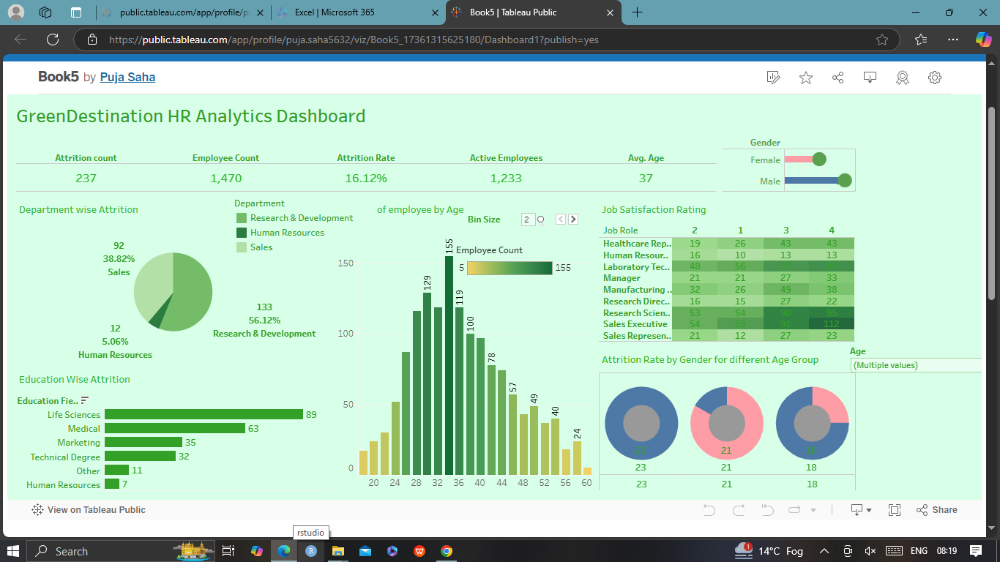 public.tableau.com/app/profile/pu
Excel | Microsoft 365
Book5 | Tableau Public
https://public.tableau.com/app/profile/puja.saha5632/viz/Book5_17361315625180/Dashboard1?publish=yes
Book5 by Puja Saha
GreenDestination HR Analytics Dashboard
Attrition count Employee Count Attrition Rate Active Employees Avg. Age
237 1,470 16.12% 1,233 37
Gender
Female
Male
Department wise Attrition
Department
Research & Development
Human Resources
Sales
92
38.82%
Sales
133
56.12%
Research & Development
12
5.06%
Human Resources
Education Wise Attrition
Education Fie..
Life Sciences 89
Medical 63
Marketing 35
Technical Degree 32
Other 11
Human Resources 7
of employee by Age
Bin Size 2
Employee Count
5 155
150
100
50
0
129
155
119
100
78
57
49
40
24
20 24 28 32 36 40 44 48 52 56 60
Job Satisfaction Rating
Job Role 2 1 3 4
Healthcare Rep.. 19 26 43 43
Human Resour.. 16 10 13 13
Laboratory Tec.. 48 56
Manager 21 21 27 33
Manufacturing .. 32 26 49 38
Research Direc.. 16 15 27 22
Research Scien.. 53 54 90 95
Sales Executive 54 69 91 112
Sales Represen.. 21 12 27 23
Attrition Rate by Gender for different Age Group
Age
(Multiple values)
21
23 21 18
23 21 18
View on Tableau Public
Share
rstudio
Search
1
14°C Fog
ENG
08:19